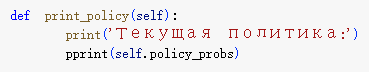 def print_policy(self):
print('Текущая политика:')
pprint(self.policy_probs)